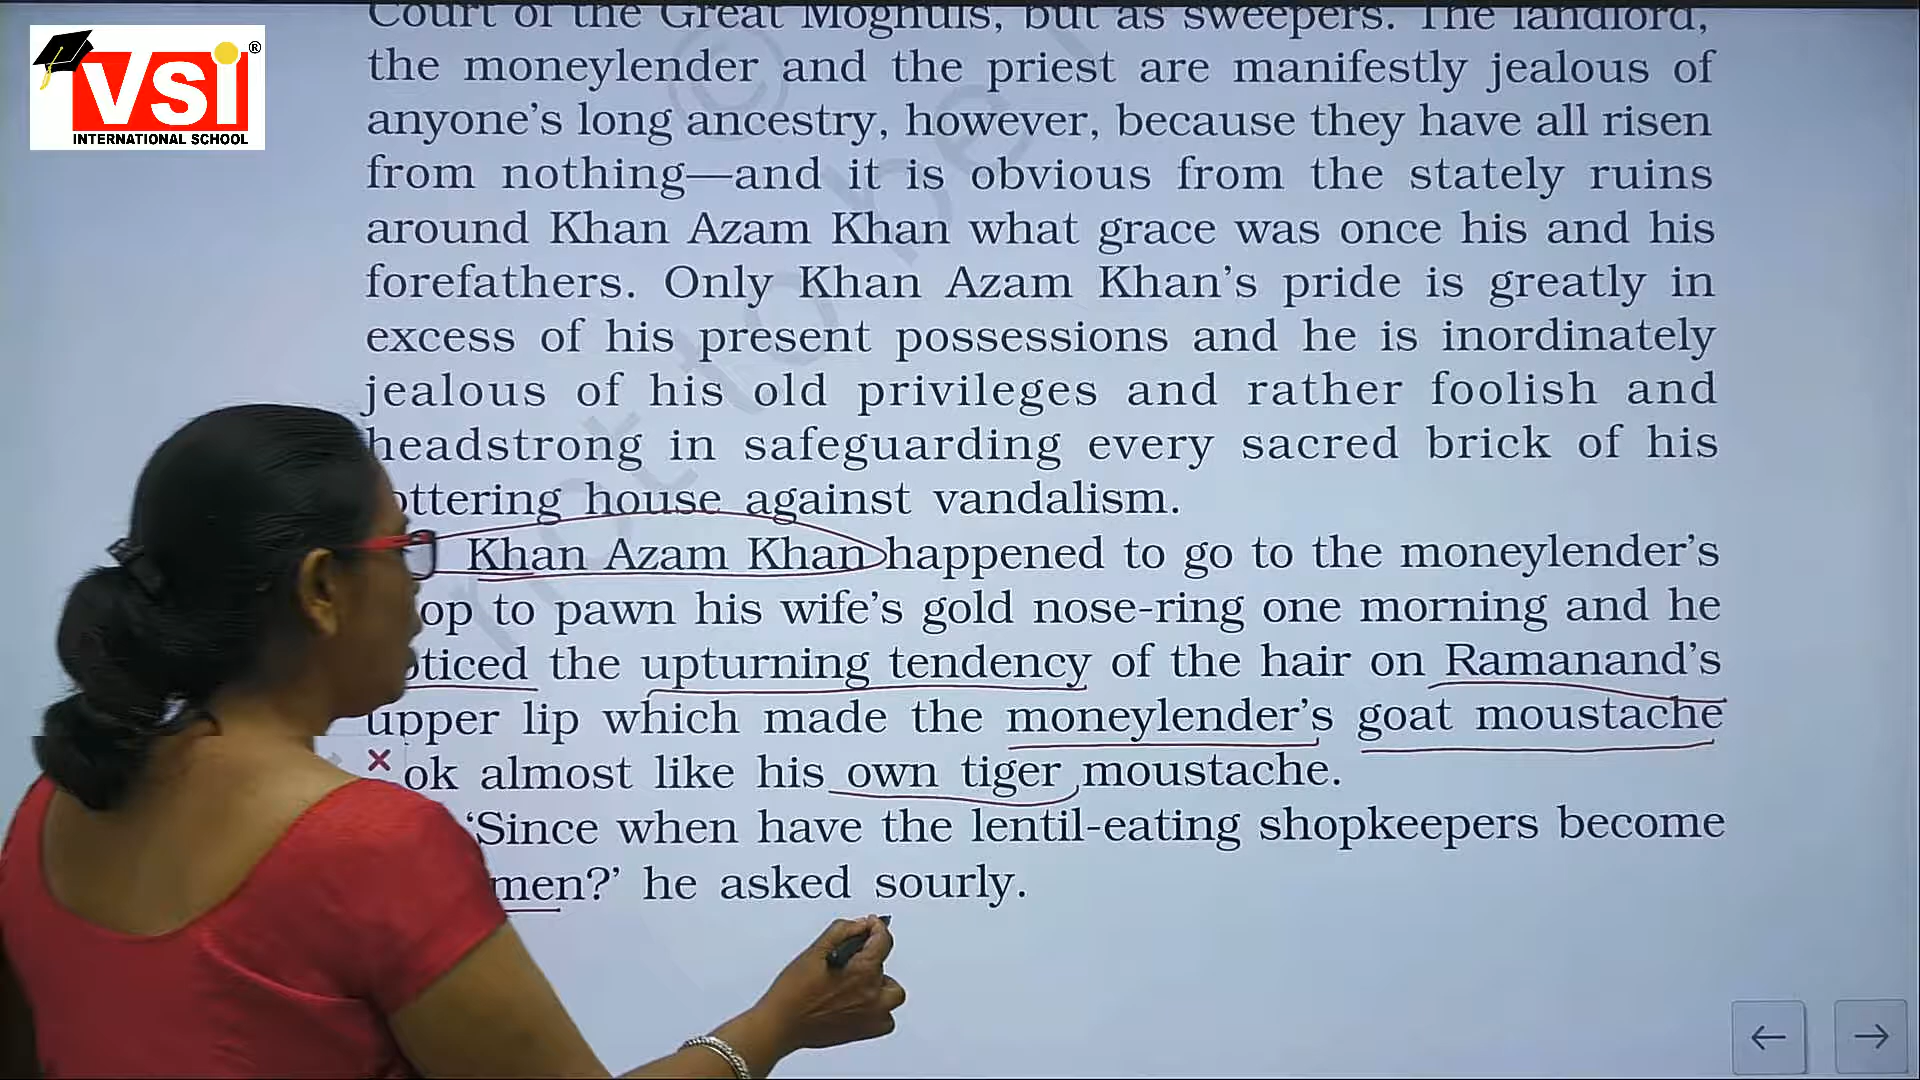 VSI®
INTERNATIONAL SCHOOL
Court of the Great Moghuls, but as sweepers. The landlord,
the moneylender and the priest are manifestly jealous of
anyone’s long ancestry, however, because they have all risen
from nothing—and it is obvious from the stately ruins
around Khan Azam Khan what grace was once his and his
forefathers. Only Khan Azam Khan’s pride is greatly in
excess of his present possessions and he is inordinately
jealous of his old privileges and rather foolish and
headstrong in safeguarding every sacred brick of his
ottering house against vandalism.
Khan Azam Khan happened to go to the moneylender’s
op to pawn his wife’s gold nose-ring one morning and he
oticed the upturning tendency of the hair on Ramanand’s
upper lip which made the moneylender’s goat moustache
ok almost like his own tiger moustache.
‘Since when have the lentil-eating shopkeepers become
men?’ he asked sourly.
© not to be